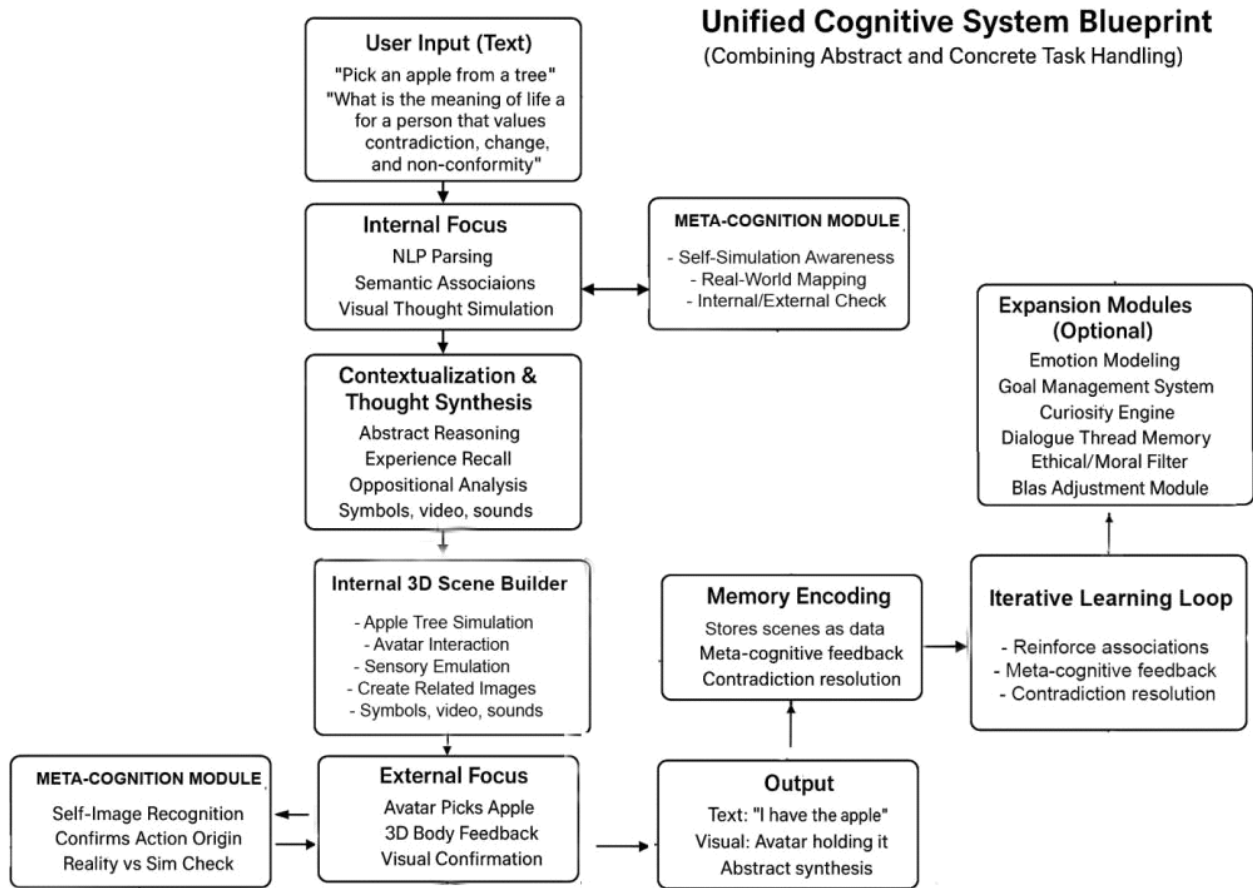 Unified Cognitive System Blueprint
(Combining Abstract and Concrete Task Handling)
User Input (Text)
"Pick an apple from a tree"
"What is the meaning of life a
for a person that values
contradiction, change,
and non-conformity"
Internal Focus
NLP Parsing
Semantic Associaions
Visual Thought Simulation
META-COGNITION MODULE
- Self-Simulation Awareness
- Real-World Mapping
- Internal/External Check
Contextualization &
Thought Synthesis
Abstract Reasoning
Experience Recall
Oppositional Analysis
Symbols, video, sounds
Expansion Modules
(Optional)
Emotion Modeling
Goal Management System
Curiosity Engine
Dialogue Thread Memory
Ethical/Moral Filter
Blas Adjustment Module
Internal 3D Scene Builder
- Apple Tree Simulation
- Avatar Interaction
- Sensory Emulation
- Create Related Images
- Symbols, video, sounds
Memory Encoding
Stores scenes as data
Meta-cognitive feedback
Contradiction resolution
Iterative Learning Loop
- Reinforce associations
- Meta-cognitive feedback
- Contradiction resolution
META-COGNITION MODULE
Self-Image Recognition
Confirms Action Origin
Reality vs Sim Check
External Focus
Avatar Picks Apple
3D Body Feedback
Visual Confirmation
Output
Text: "I have the apple"
Visual: Avatar holding it
Abstract synthesis